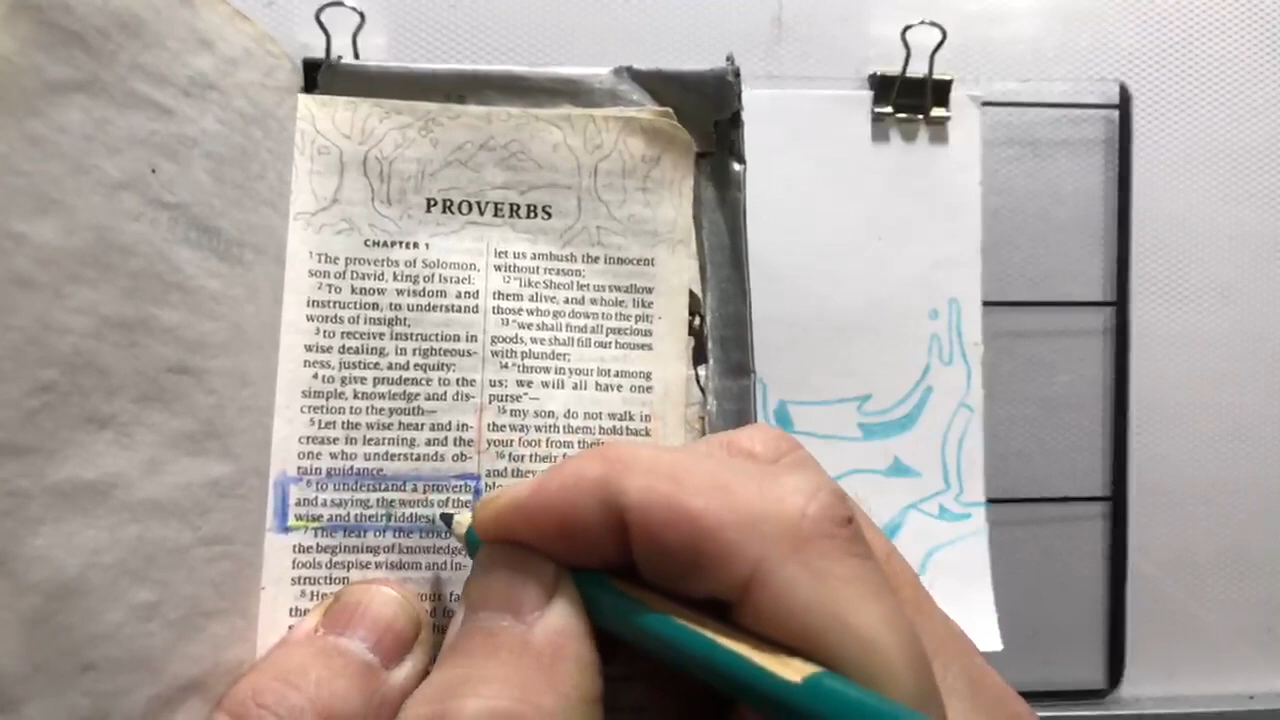 PROVERBS
CHAPTER 1
1 The proverbs of Solomon,
son of David, king of Israel:
2 To know wisdom and
instruction, to understand
words of insight;
3 to receive instruction in
wise dealing, in righteous-
ness, justice, and equity;
4 to give prudence to the
simple, knowledge and dis-
cretion to the youth—
5 Let the wise hear and in-
crease in learning, and the
one who understands ob-
tain guidance.
6 to understand a proverb
and a saying, the words of the
wise and their riddles.
7 The fear of the LORD
the beginning of knowledge,
fools despise wisdom and in-
struction
8
the
let us ambush the innocent
without reason;
12 "like Sheol let us swallow
them alive, and whole, like
those who go down to the pit;
13 "we shall find all precious
goods, we shall fill our houses
with plunder;
14 "throw in your lot among
us; we will all have one
purse"—
15 my son, do not walk in
the way with them; hold back
your foot from their
16 for their
and they